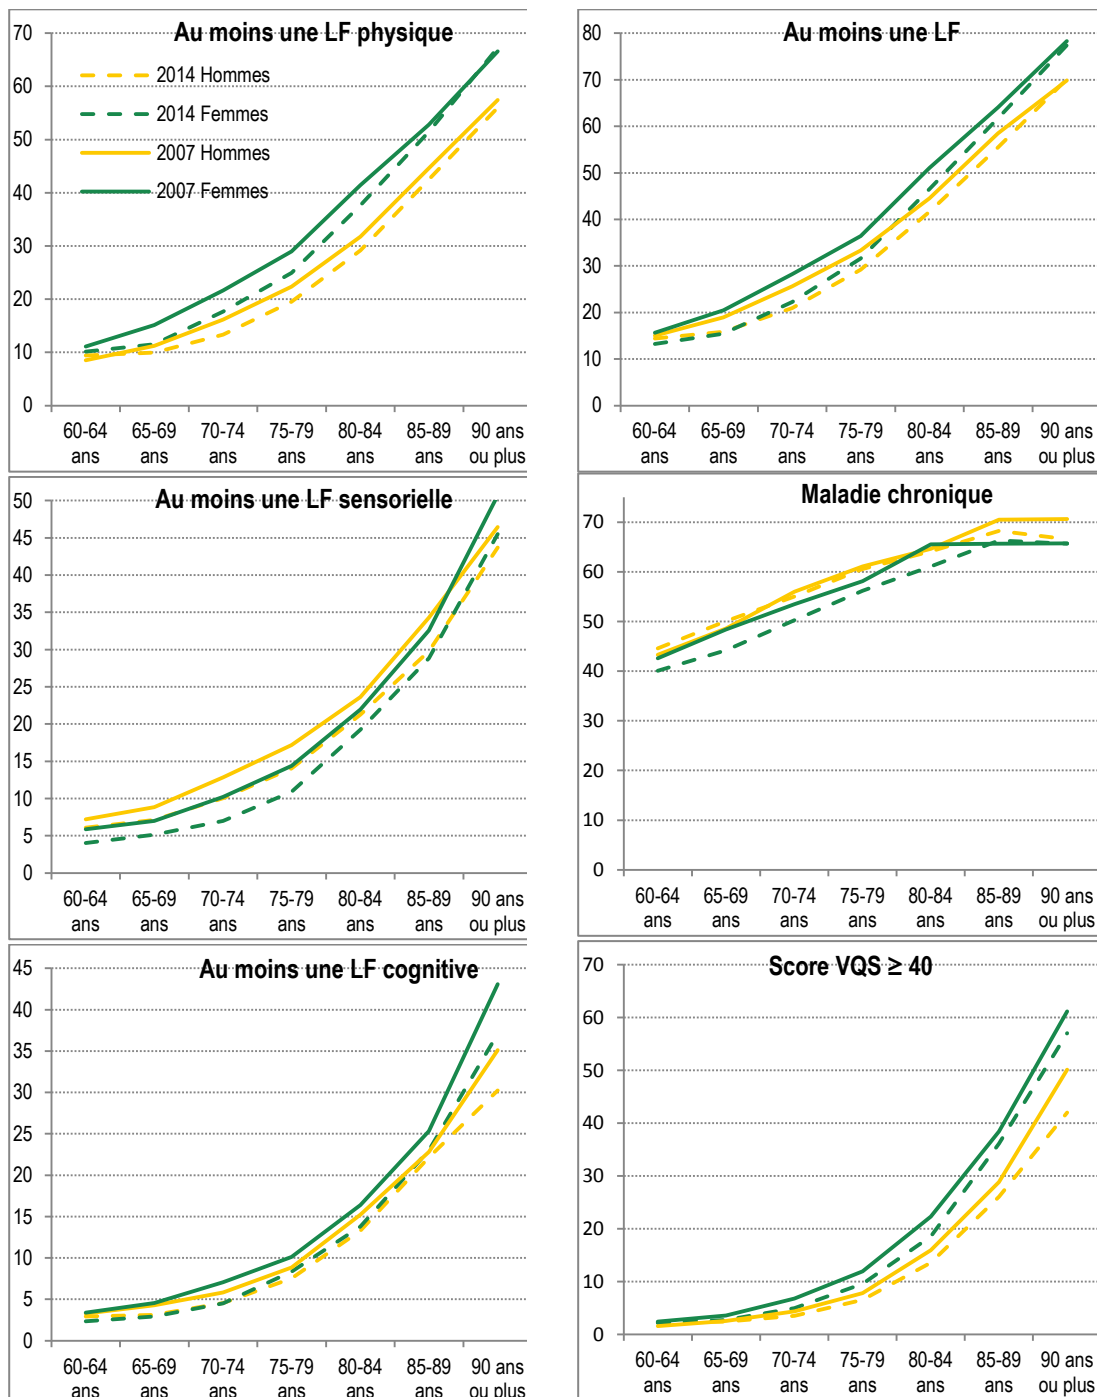 Au moins une LF physique
70
60
50
40
30
20
10
0
2014 Hommes
2014 Femmes
2007 Hommes
2007 Femmes
60-64 65-69 70-74 75-79 80-84 85-89 90 ans
ans ans ans ans ans ans ou plus
Au moins une LF
80
70
60
50
40
30
20
10
0
60-64 65-69 70-74 75-79 80-84 85-89 90 ans
ans ans ans ans ans ans ou plus
Au moins une LF sensorielle
50
45
40
35
30
25
20
15
10
5
0
60-64 65-69 70-74 75-79 80-84 85-89 90 ans
ans ans ans ans ans ans ou plus
Maladie chronique
70
60
50
40
30
20
10
0
60-64 65-69 70-74 75-79 80-84 85-89 90 ans
ans ans ans ans ans ans ou plus
Au moins une LF cognitive
45
40
35
30
25
20
15
10
5
0
60-64 65-69 70-74 75-79 80-84 85-89 90 ans
ans ans ans ans ans ans ou plus
Score VQS ≥ 40
70
60
50
40
30
20
10
0
60-64 65-69 70-74 75-79 80-84 85-89 90 ans
ans ans ans ans ans ans ou plus